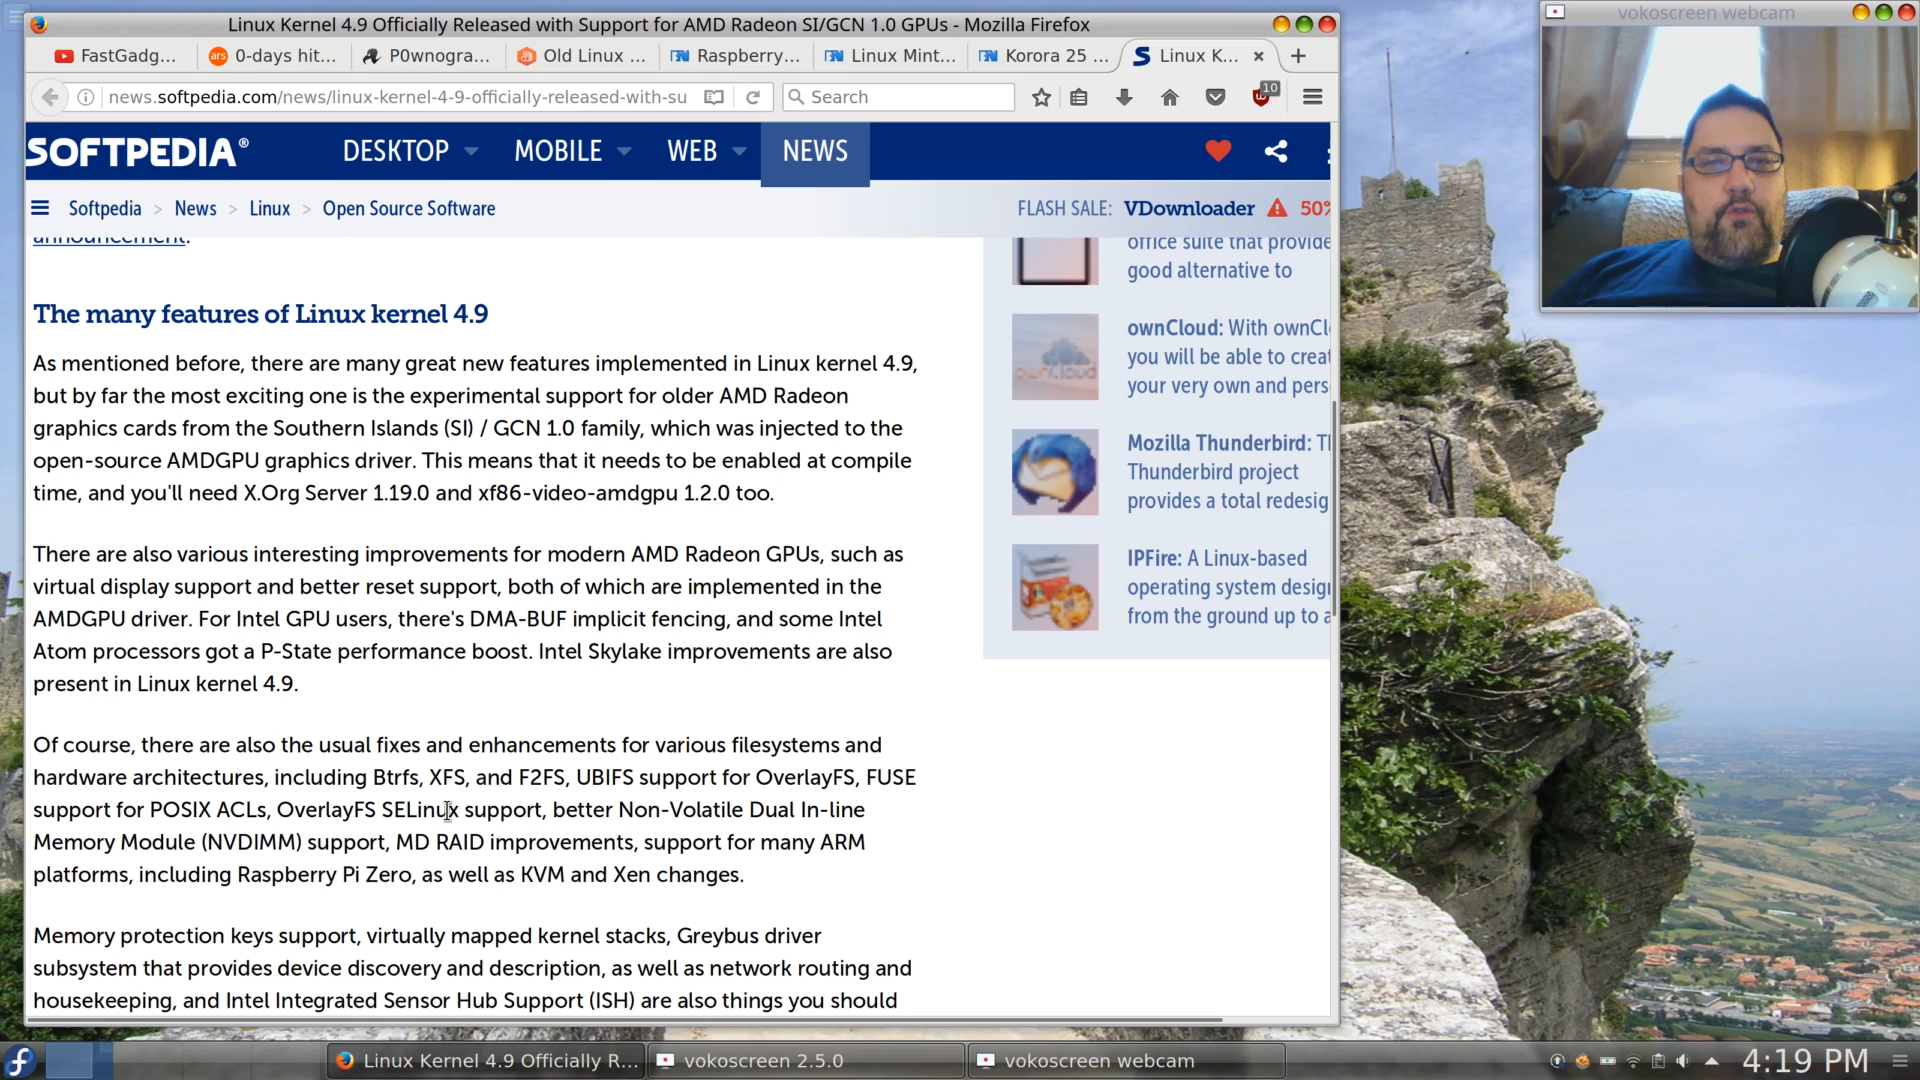 Linux Kernel 4.9 Officially Released with Support for AMD Radeon SI/GCN 1.0 GPUs - Mozilla Firefox
vokoscreen webcam
FastGadg...
ars
0-days hit...
P0wnogra...
Old Linux ...
Raspberry...
Linux Mint...
Korora 25 ...
Linux K...
news.softpedia.com/news/linux-kernel-4-9-officially-released-with-su
Search
10
SOFTPEDIA®
DESKTOP
MOBILE
WEB
NEWS
Softpedia > News > Linux > Open Source Software
FLASH SALE: VDownloader 50%
announcement.
The many features of Linux kernel 4.9
As mentioned before, there are many great new features implemented in Linux kernel 4.9,
but by far the most exciting one is the experimental support for older AMD Radeon
graphics cards from the Southern Islands (SI) / GCN 1.0 family, which was injected to the
open-source AMDGPU graphics driver. This means that it needs to be enabled at compile
time, and you'll need X.Org Server 1.19.0 and xf86-video-amdgpu 1.2.0 too.
There are also various interesting improvements for modern AMD Radeon GPUs, such as
virtual display support and better reset support, both of which are implemented in the
AMDGPU driver. For Intel GPU users, there's DMA-BUF implicit fencing, and some Intel
Atom processors got a P-State performance boost. Intel Skylake improvements are also
present in Linux kernel 4.9.
Of course, there are also the usual fixes and enhancements for various filesystems and
hardware architectures, including Btrfs, XFS, and F2FS, UBIFS support for OverlayFS, FUSE
support for POSIX ACLs, OverlayFS SELinux support, better Non-Volatile Dual In-line
Memory Module (NVDIMM) support, MD RAID improvements, support for many ARM
platforms, including Raspberry Pi Zero, as well as KVM and Xen changes.
Memory protection keys support, virtually mapped kernel stacks, Greybus driver
subsystem that provides device discovery and description, as well as network routing and
housekeeping, and Intel Integrated Sensor Hub Support (ISH) are also things you should
office suite that provide
good alternative to
ownCloud
ownCloud: With ownCl
you will be able to creat
your very own and pers
Mozilla Thunderbird: T
Thunderbird project
provides a total redesig
IPFire: A Linux-based
operating system desig
from the ground up to a
Linux Kernel 4.9 Officially R...
vokoscreen 2.5.0
vokoscreen webcam
4:19 PM